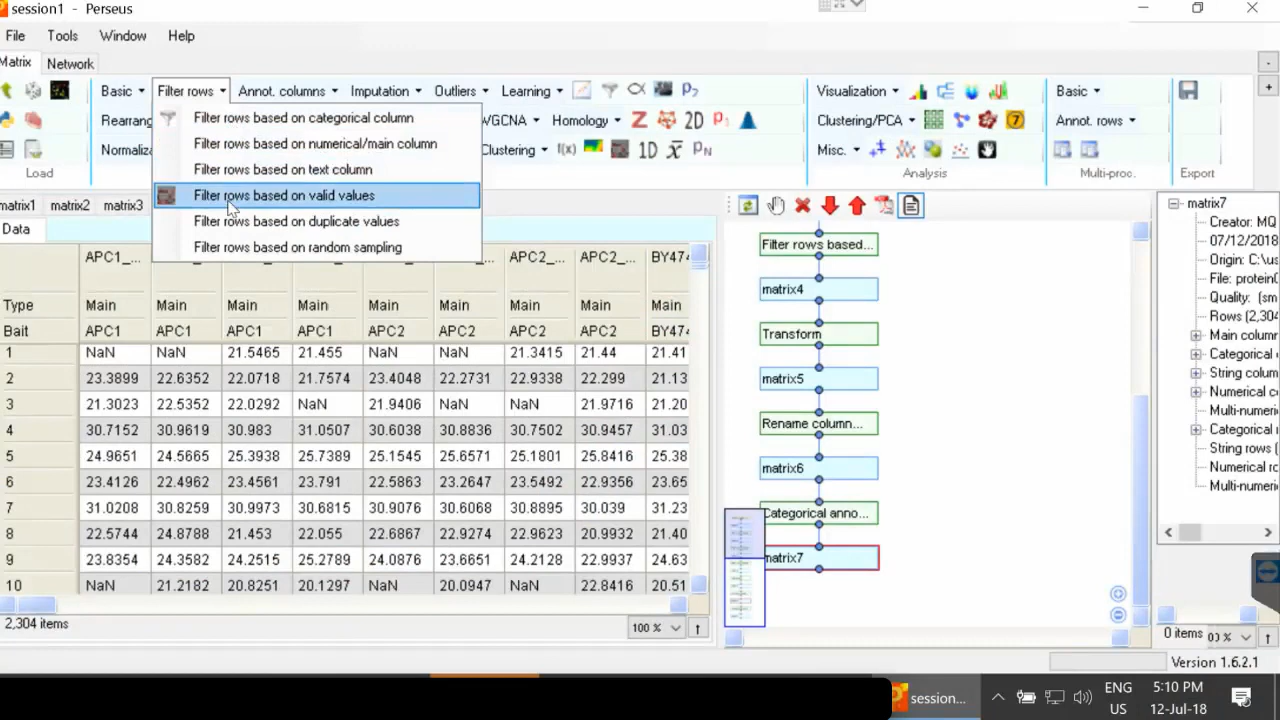 session1 - Perseus
File Tools Window Help
Matrix Network
Basic Filter rows Annot. columns Imputation Outliers Learning p₂ Visualization Basic
Filter rows based on categorical column
Rearrang VGCNA Homology Z 2D P₁ Clustering/PCA 7 Annot. rows
Filter rows based on numerical/main column
Normaliza Clustering f(x) 1D x̄ PN Misc.
Filter rows based on text column
Load Analysis Multi-proc. Export
Filter rows based on valid values
matrix1 matrix2 matrix3
Filter rows based on duplicate values
Data
Filter rows based on random sampling
APC1_... APC2_... APC2_... BY474
Type Main Main Main Main Main Main Main Main Main
Bait APC1 APC1 APC1 APC1 APC2 APC2 APC2 APC2 BY474
1 NaN NaN 21.5465 21.455 NaN NaN 21.3415 21.44 21.41
2 23.3899 22.6352 22.0718 21.7574 23.4048 22.2731 22.9338 22.299 21.13
3 21.3023 22.5352 22.0292 NaN 21.9406 NaN NaN 21.9716 21.20
4 30.7152 30.9619 30.983 31.0507 30.6038 30.8836 30.7502 30.9457 31.03
5 24.9851 24.5665 25.3938 25.7389 25.1545 25.6571 25.1801 25.8416 25.38
6 23.4126 22.4962 23.4561 23.791 22.5863 23.2647 23.5492 22.9356 23.65
7 31.0208 30.8259 30.9973 30.6815 30.9076 30.6068 30.8895 30.039 31.23
8 22.5744 24.8788 21.453 22.055 22.6867 22.9274 22.9623 20.9932 21.40
9 23.8354 24.3582 24.2515 25.2789 24.0876 23.6651 24.2128 22.9937 24.63
10 NaN 21.2182 20.8251 20.1297 NaN 20.0947 NaN 22.8416 20.51
2,304 items
100 %
Filter rows based...
matrix4
Transform
matrix5
Rename column...
matrix6
Categorical anno...
matrix7
matrix7
Creator: MQ
07/12/2018
Origin: C:\us
File: proteinG
Quality: (sm
Rows (2,304
Main column
Categorical c
String colum
Numerical c
Multi-numeric
Categorical r
String rows (
Numerical ro
Multi-numeric
0 items
Version 1.6.2.1
session...
ENG
US
5:10 PM
12-Jul-18